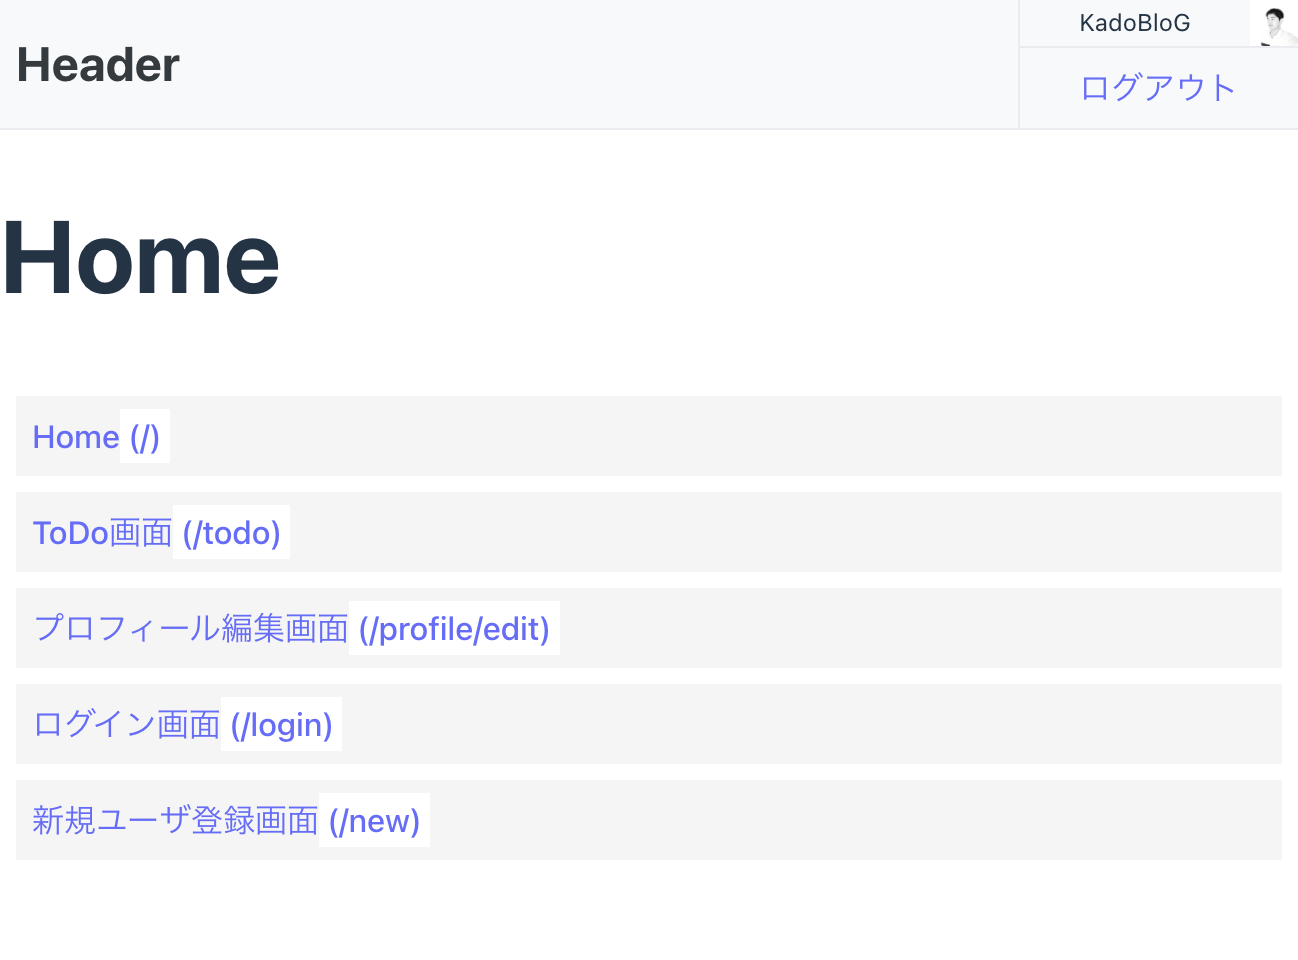 Header
KadoBloG
ログアウト
Home
Home (/)
ToDo画面 (/todo)
プロフィール編集画面 (/profile/edit)
ログイン画面 (/login)
新規ユーザ登録画面 (/new)